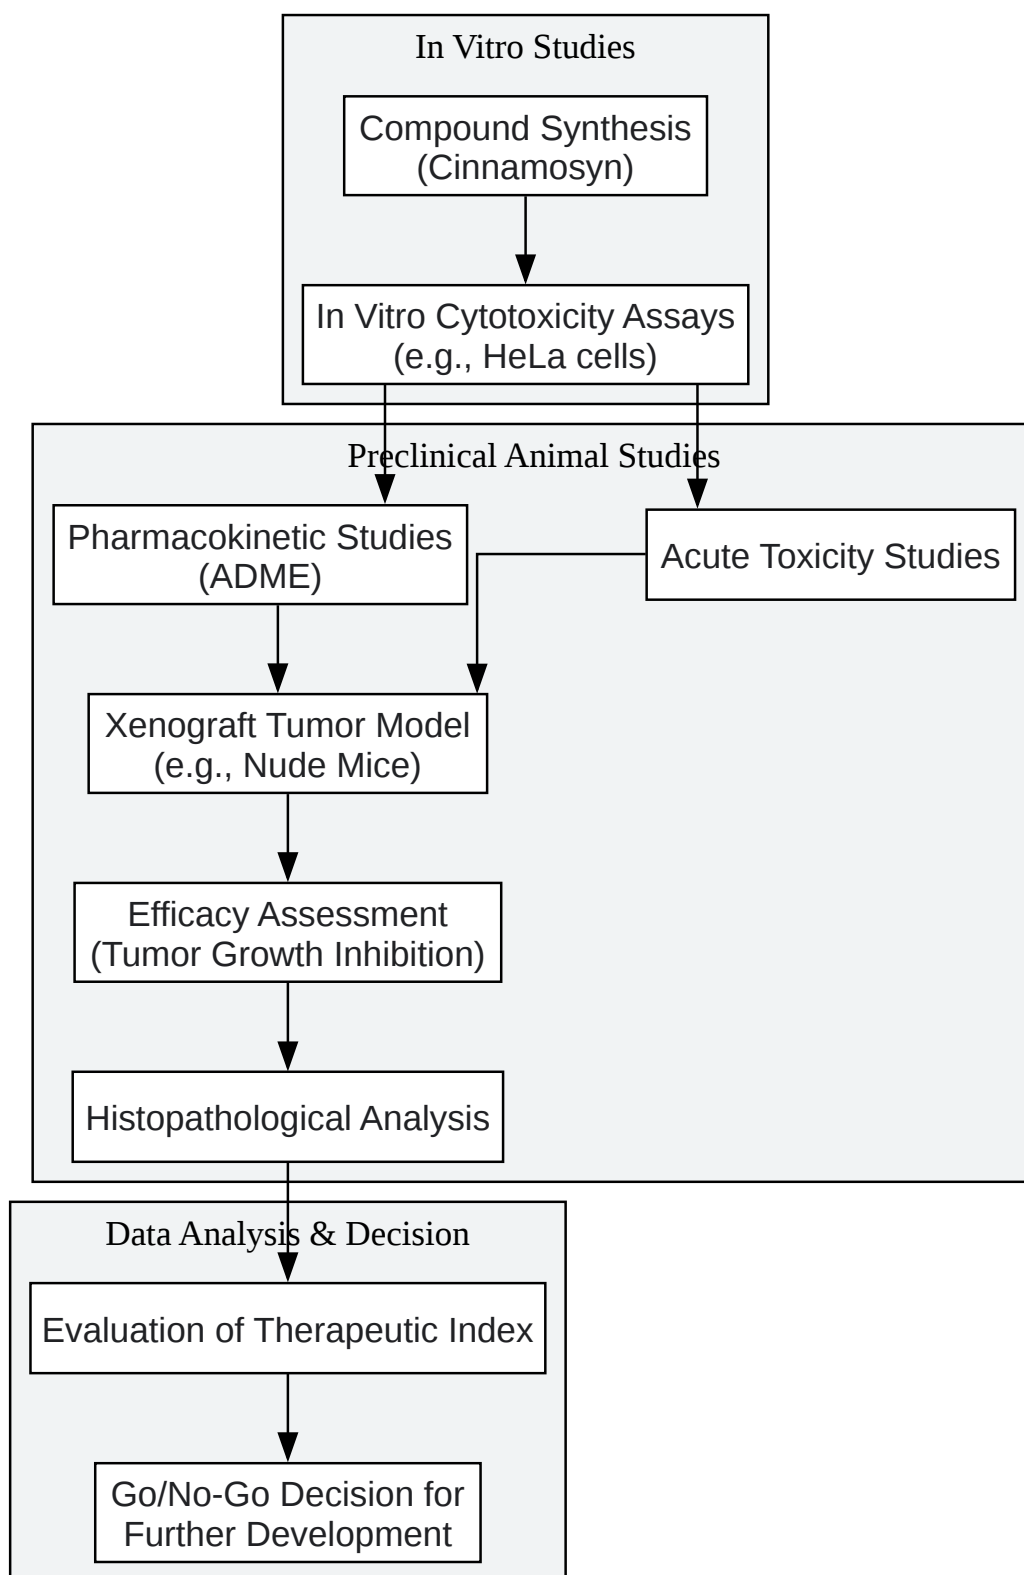 In Vitro Studies
Compound Synthesis
(Cinnamosyn)
In Vitro Cytotoxicity Assays
(e.g., HeLa cells)
Preclinical Animal Studies
Pharmacokinetic Studies
(ADME)
Acute Toxicity Studies
Xenograft Tumor Model
(e.g., Nude Mice)
Efficacy Assessment
(Tumor Growth Inhibition)
Histopathological Analysis
Data Analysis & Decision
Evaluation of Therapeutic Index
Go/No-Go Decision for
Further Development